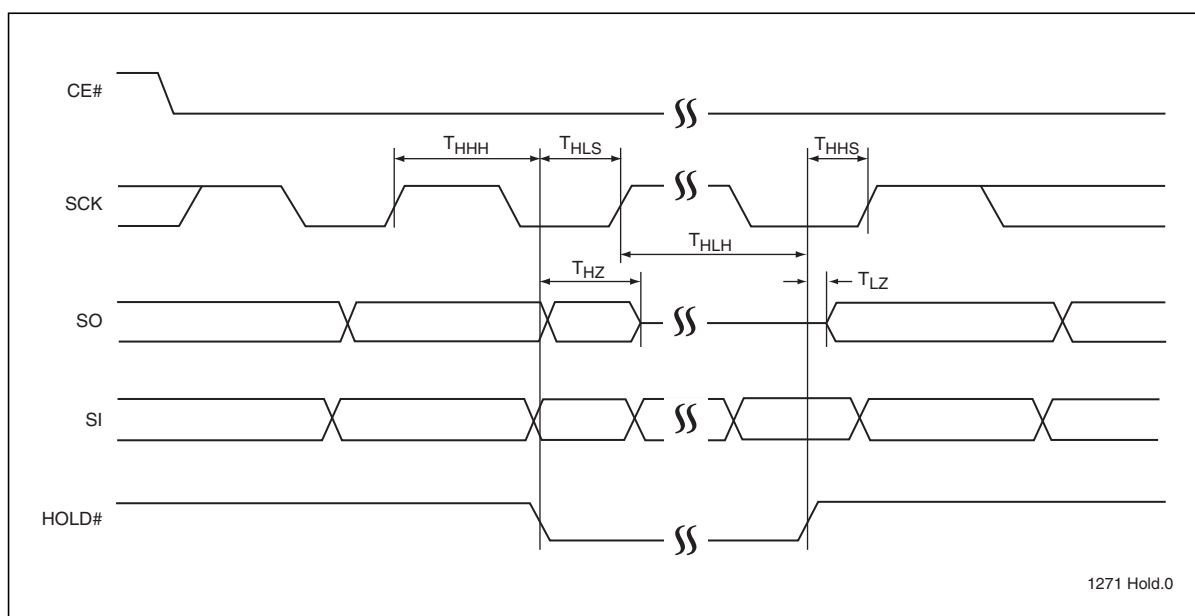 CE#
THHH
THLS
THHS
SCK
THLH
THZ
TLZ
SO
SI
HOLD#
1271 Hold.0